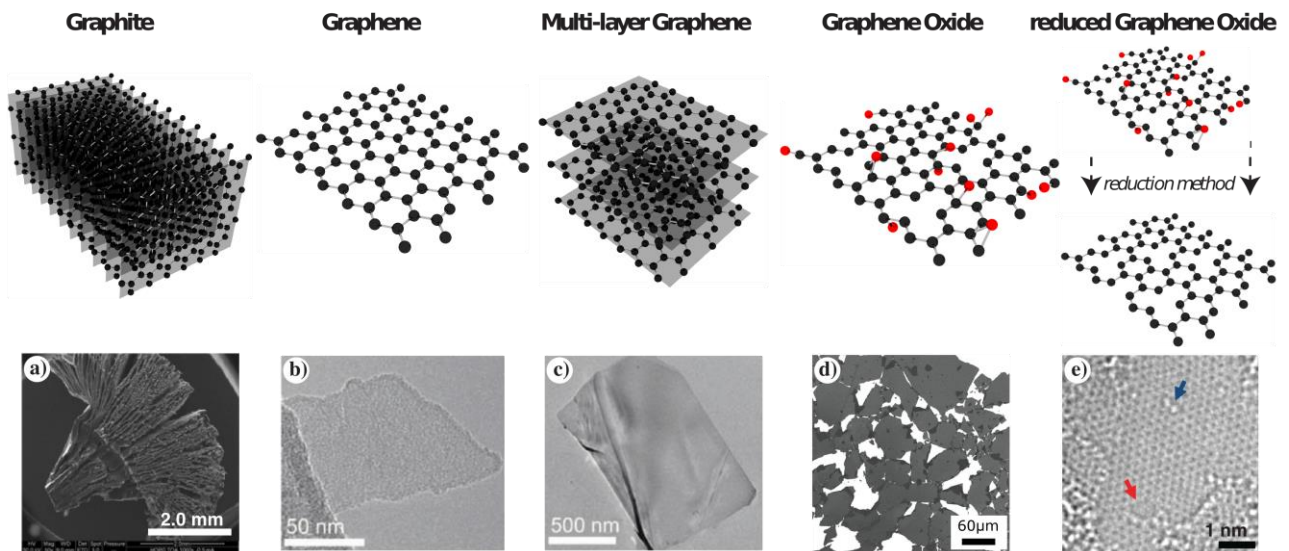 Graphite
Graphene
Multi-layer Graphene
Graphene Oxide
reduced Graphene Oxide
reduction method
a)
2.0 mm
b)
50 nm
c)
500 nm
d)
60µm
e)
1 nm